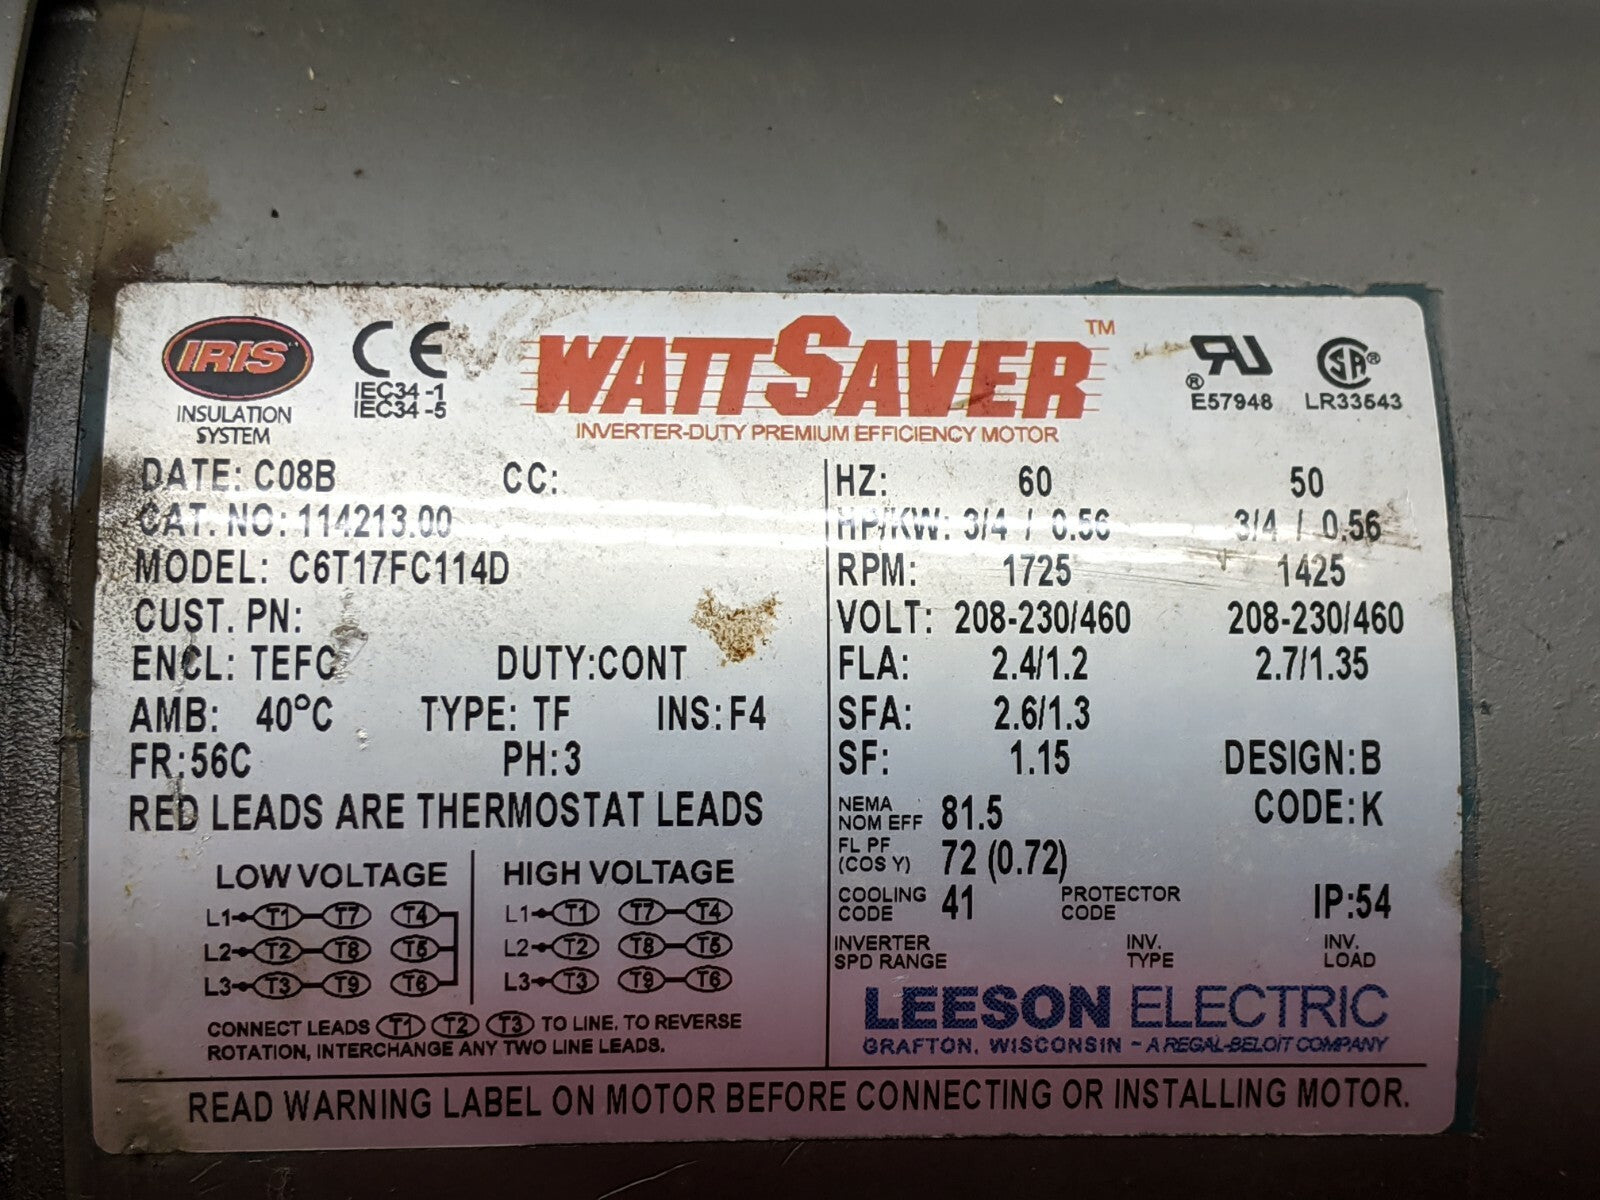 IRIS
INSULATION
SYSTEM
CE
IEC34 -1
IEC34 -5
WATTSAVER™
INVERTER-DUTY PREMIUM EFFICIENCY MOTOR
®
E57948
SA®
LR33543
DATE: C08B CC:
CAT. NO: 114213.00
MODEL: C6T17FC114D
CUST. PN:
ENCL: TEFC DUTY:CONT
AMB: 40°C TYPE: TF INS:F4
FR:56C PH:3
RED LEADS ARE THERMOSTAT LEADS
LOW VOLTAGE
L1 T1 T7 T4
L2 T2 T8 T5
L3 T3 T9 T6
HIGH VOLTAGE
L1 T1 T7 T4
L2 T2 T8 T5
L3 T3 T9 T6
CONNECT LEADS T1 T2 T3 TO LINE. TO REVERSE
ROTATION, INTERCHANGE ANY TWO LINE LEADS.
HZ: 60 50
HP/KW: 3/4 / 0.56 3/4 / 0.56
RPM: 1725 1425
VOLT: 208-230/460 208-230/460
FLA: 2.4/1.2 2.7/1.35
SFA: 2.6/1.3
SF: 1.15 DESIGN:B
NEMA
NOM EFF 81.5 CODE:K
FL PF
(COS Y) 72 (0.72)
COOLING
CODE 41 PROTECTOR
CODE IP:54
INVERTER
SPD RANGE
INV.
TYPE
INV.
LOAD
LEESON ELECTRIC
GRAFTON, WISCONSIN - A REGAL-BELOIT COMPANY
READ WARNING LABEL ON MOTOR BEFORE CONNECTING OR INSTALLING MOTOR.